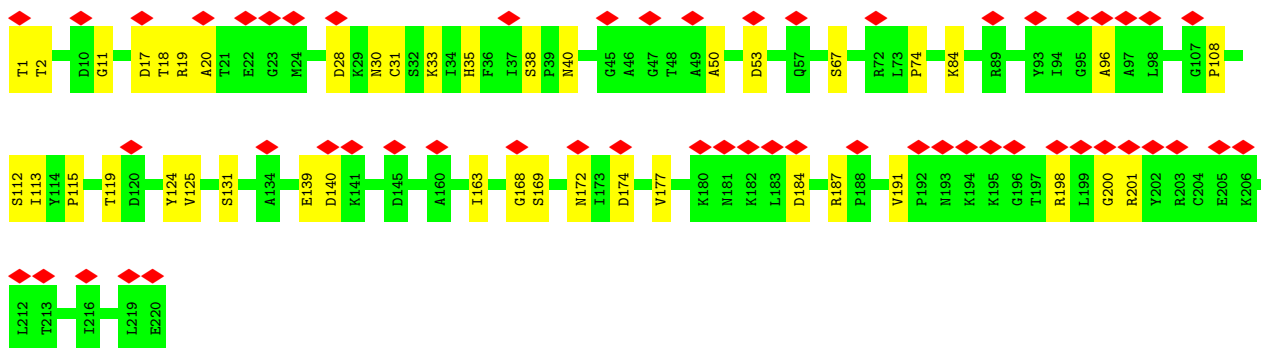 T1 T2 D10 G11 D17 T18 R19 A20 T21 E22 G23 M24 D28 K29 N30 C31 S32 K33 I34 H35 F36 I37 S38 P39 N40 G45 A46 G47 T48 A49 A50 D53 Q57 S67 R72 L73 P74 K84 R89 Y93 I94 G95 A96 A97 L98 G107 P108
S112 I113 Y114 P115 T119 D120 Y124 V125 S131 A134 E139 D140 K141 D145 A160 I163 G168 S169 N172 I173 D174 V177 K180 N181 K182 L183 D184 R187 P188 V191 P192 N193 K194 K195 G196 T197 R198 L199 G200 R201 Y202 R203 C204 E205 K206
L212 T213 I216 L219 E220